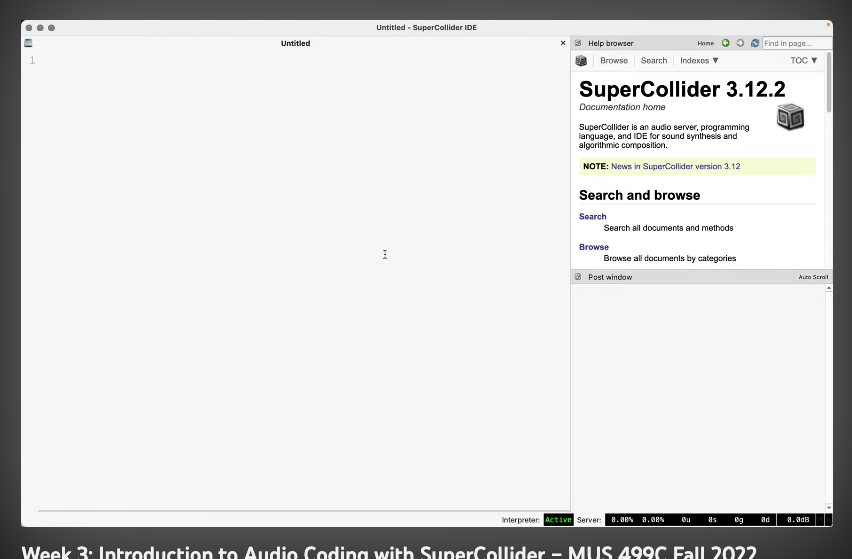 Untitled - SuperCollider IDE
Untitled
1
Help browser
Home
Find in page...
Browse Search Indexes ▼ TOC ▼
SuperCollider 3.12.2
Documentation home
SuperCollider is an audio server, programming
language, and IDE for sound synthesis and
algorithmic composition.
NOTE: News in SuperCollider version 3.12
Search and browse
Search
Search all documents and methods
Browse
Browse all documents by categories
Post window Auto Scroll
Interpreter: Active Server: 0.00% 0.00% 0u 0s 0g 0d 0.0dB
Week 3: Introduction to Audio Coding with SuperCollider – MUS 499C Fall 2022